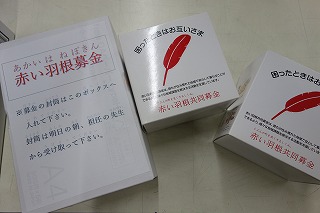 あかいはねぼきん
赤い羽根募金
※募金の封筒はこのボックスへ
入れて下さい。
封筒は明日の朝、担任の先生
から受け取って下さい。
困ったときはお互いさま
赤い羽根共同募金
困ったときはお互いさま
赤い羽根共同募金